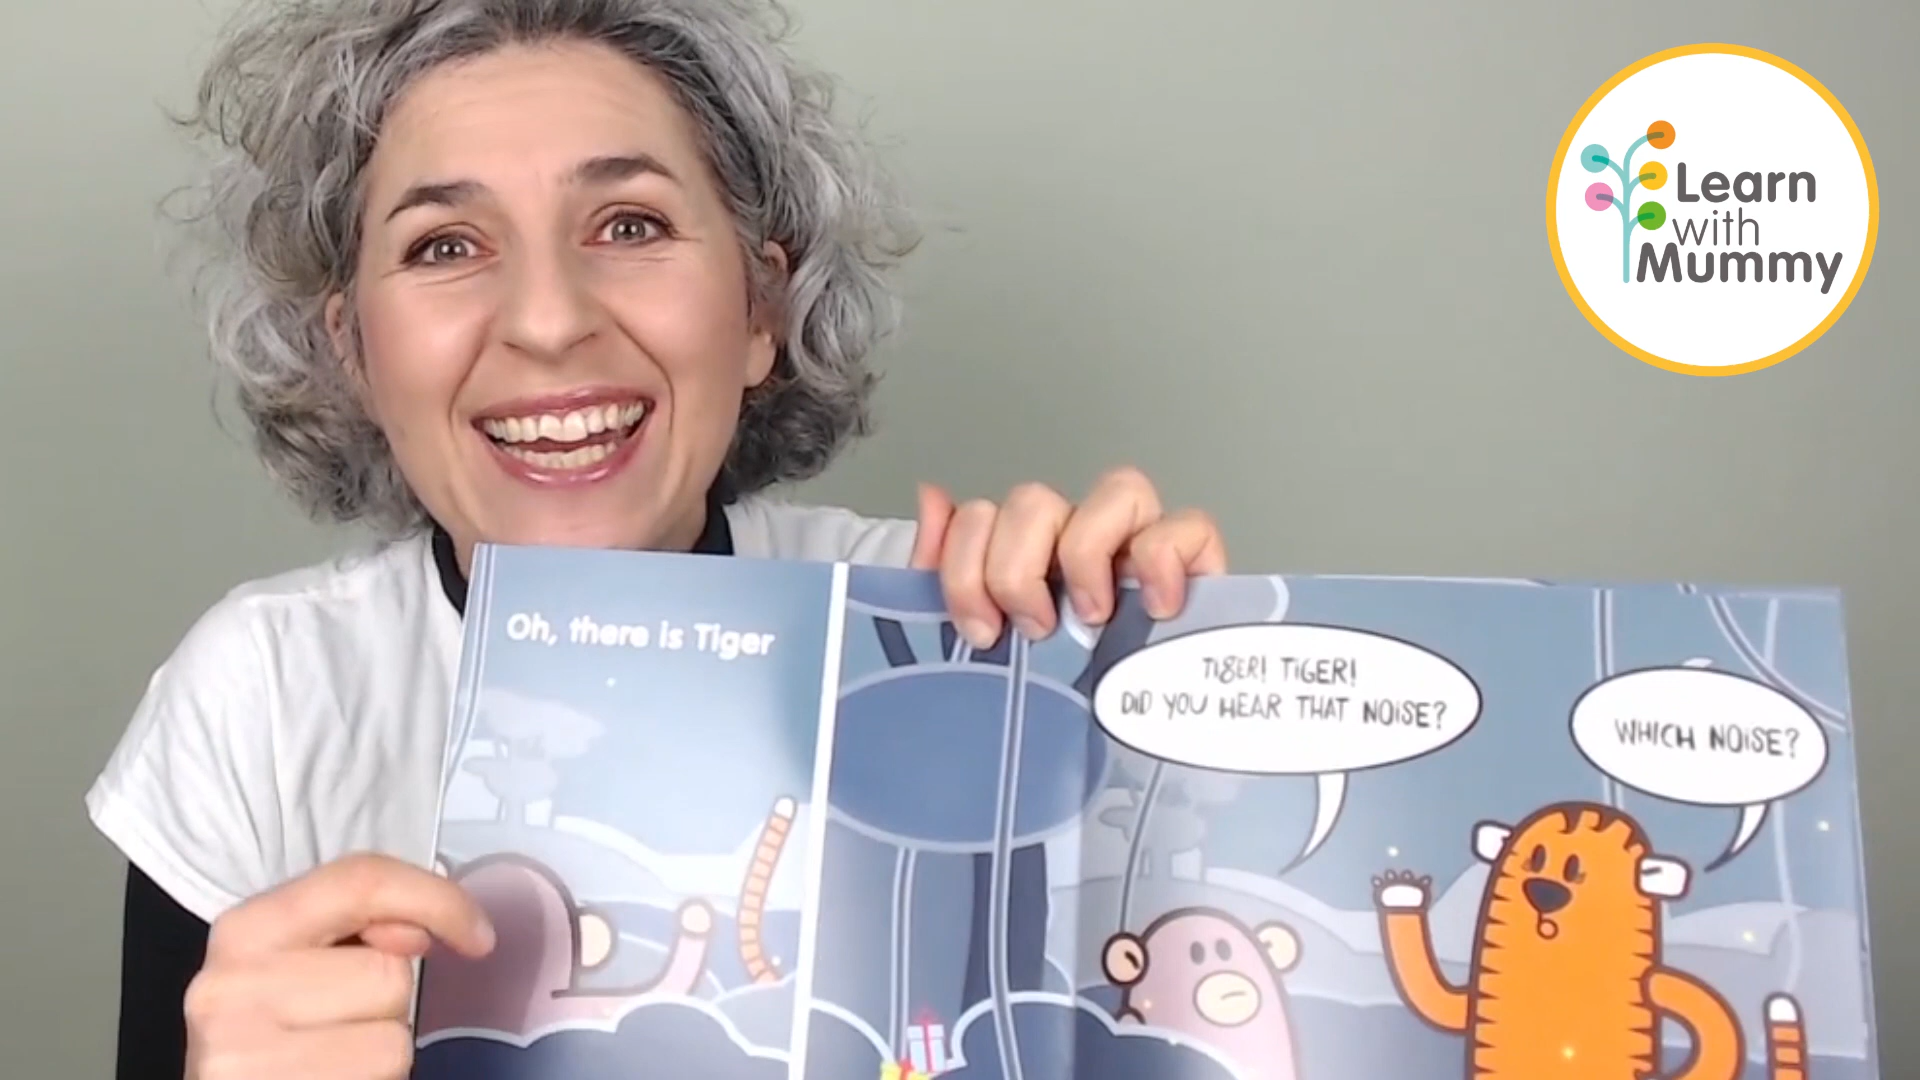 Learn
with
Mummy
Oh, there is Tiger
TIGER! TIGER!
DID YOU HEAR THAT NOISE?
WHICH NOISE?